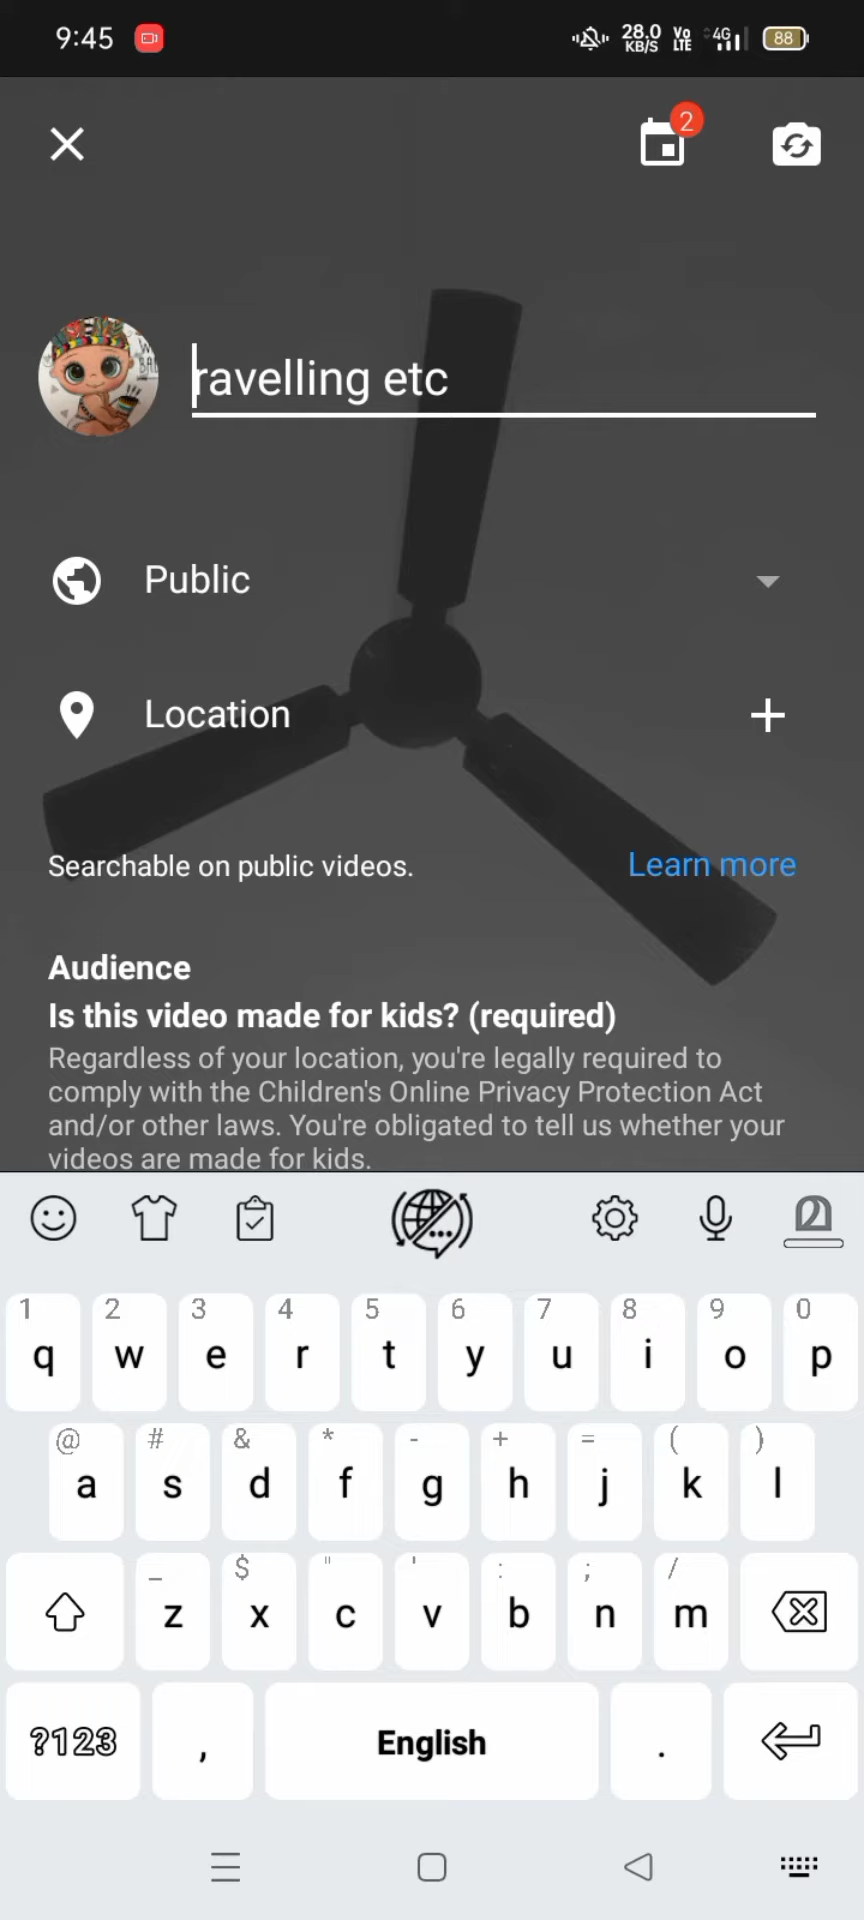 9:45
28.0
KB/S
Vo
LTE
4G
88
2
ravelling etc
Public
Location
Searchable on public videos.
Learn more
Audience
Is this video made for kids? (required)
Regardless of your location, you're legally required to
comply with the Children's Online Privacy Protection Act
and/or other laws. You're obligated to tell us whether your
videos are made for kids.
1 2 3 4 5 6 7 8 9 0
q w e r t y u i o p
@ # & * - + = ( )
a s d f g h j k l
_ $ " ' : ; /
z x c v b n m
?123 , English .